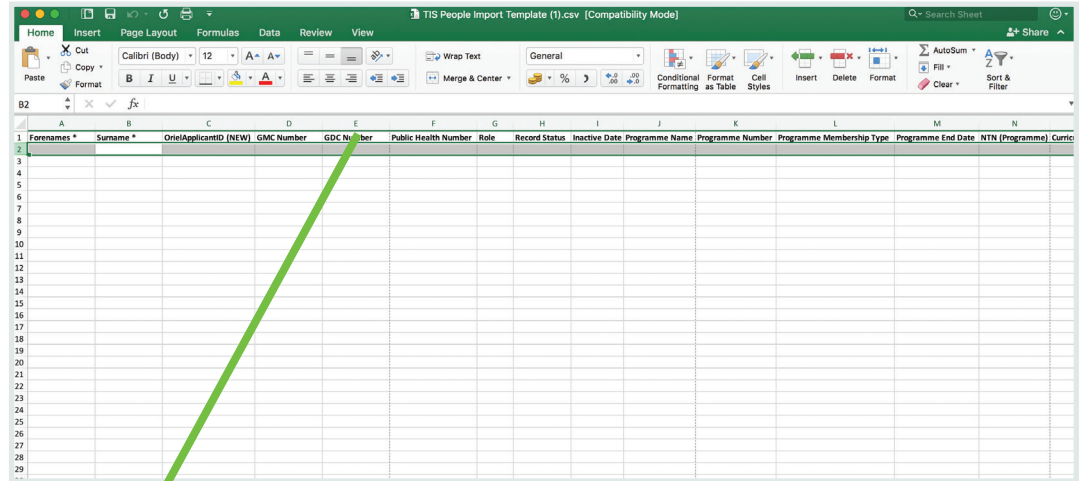 TIS People Import Template (1).csv [Compatibility Mode]
Search Sheet
Home Insert Page Layout Formulas Data Review View
Share
Paste
Cut
Copy
Format
Calibri (Body) 12 A A
B I U A
Wrap Text
Merge & Center
General
%
Conditional Formatting
Format as Table
Cell Styles
Insert Delete Format
AutoSum
Fill
Clear
Sort & Filter
B2 fx
A B C D E F G H I J K L M N
1 Forenames * Surname * OrielApplicantID (NEW) GMC Number GDC Number Public Health Number Role Record Status Inactive Date Programme Name Programme Number Programme Membership Type Programme End Date NTN (Programme) Curric
2
3
4
5
6
7
8
9
10
11
12
13
14
15
16
17
18
19
20
21
22
23
24
25
26
27
28
29